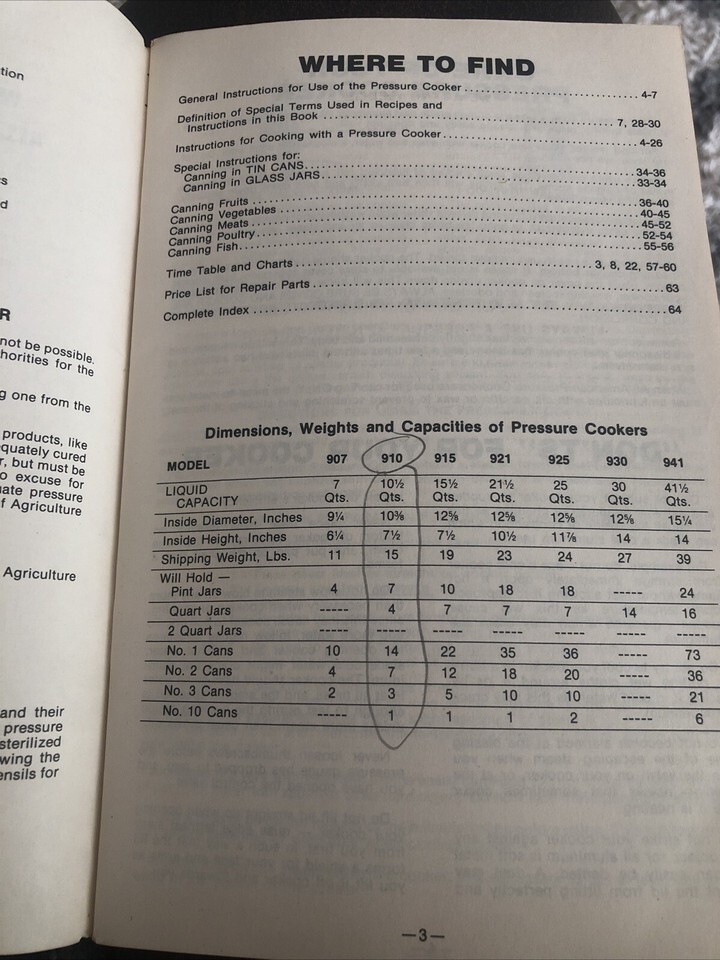 tion
s
d
R
not be possible.
horities for the
g one from the
products, like
quately cured
r, but must be
o excuse for
nate pressure
f Agriculture
Agriculture
and their
pressure
sterilized
wing the
ensils for
WHERE TO FIND
General Instructions for Use of the Pressure Cooker .......... 4-7
Definition of Special Terms Used in Recipes and
Instructions in this Book .......... 7, 28-30
Instructions for Cooking with a Pressure Cooker .......... 4-26
Special Instructions for:
Canning in TIN CANS .......... 34-36
Canning in GLASS JARS .......... 33-34
Canning Fruits .......... 36-40
Canning Vegetables .......... 40-45
Canning Meats .......... 45-52
Canning Poultry .......... 52-54
Canning Fish .......... 55-56
Time Table and Charts .......... 3, 8, 22, 57-60
Price List for Repair Parts .......... 63
Complete Index .......... 64
Dimensions, Weights and Capacities of Pressure Cookers
MODEL 907 910 915 921 925 930 941
LIQUID 7 10½ 15½ 21½ 25 30 41½
CAPACITY Qts. Qts. Qts. Qts. Qts. Qts. Qts.
Inside Diameter, Inches 9¼ 10⅜ 12⅝ 12⅝ 12⅝ 12⅝ 15¼
Inside Height, Inches 6¼ 7½ 7½ 10½ 11⅞ 14 14
Shipping Weight, Lbs. 11 15 19 23 24 27 39
Will Hold —
Pint Jars 4 7 10 18 18 ----- 24
Quart Jars ----- 4 7 7 7 14 16
2 Quart Jars ----- ----- ----- ----- ----- ----- -----
No. 1 Cans 10 14 22 35 36 ----- 73
No. 2 Cans 4 7 12 18 20 ----- 36
No. 3 Cans 2 3 5 10 10 ----- 21
No. 10 Cans ----- 1 1 1 2 ----- 6
—3—